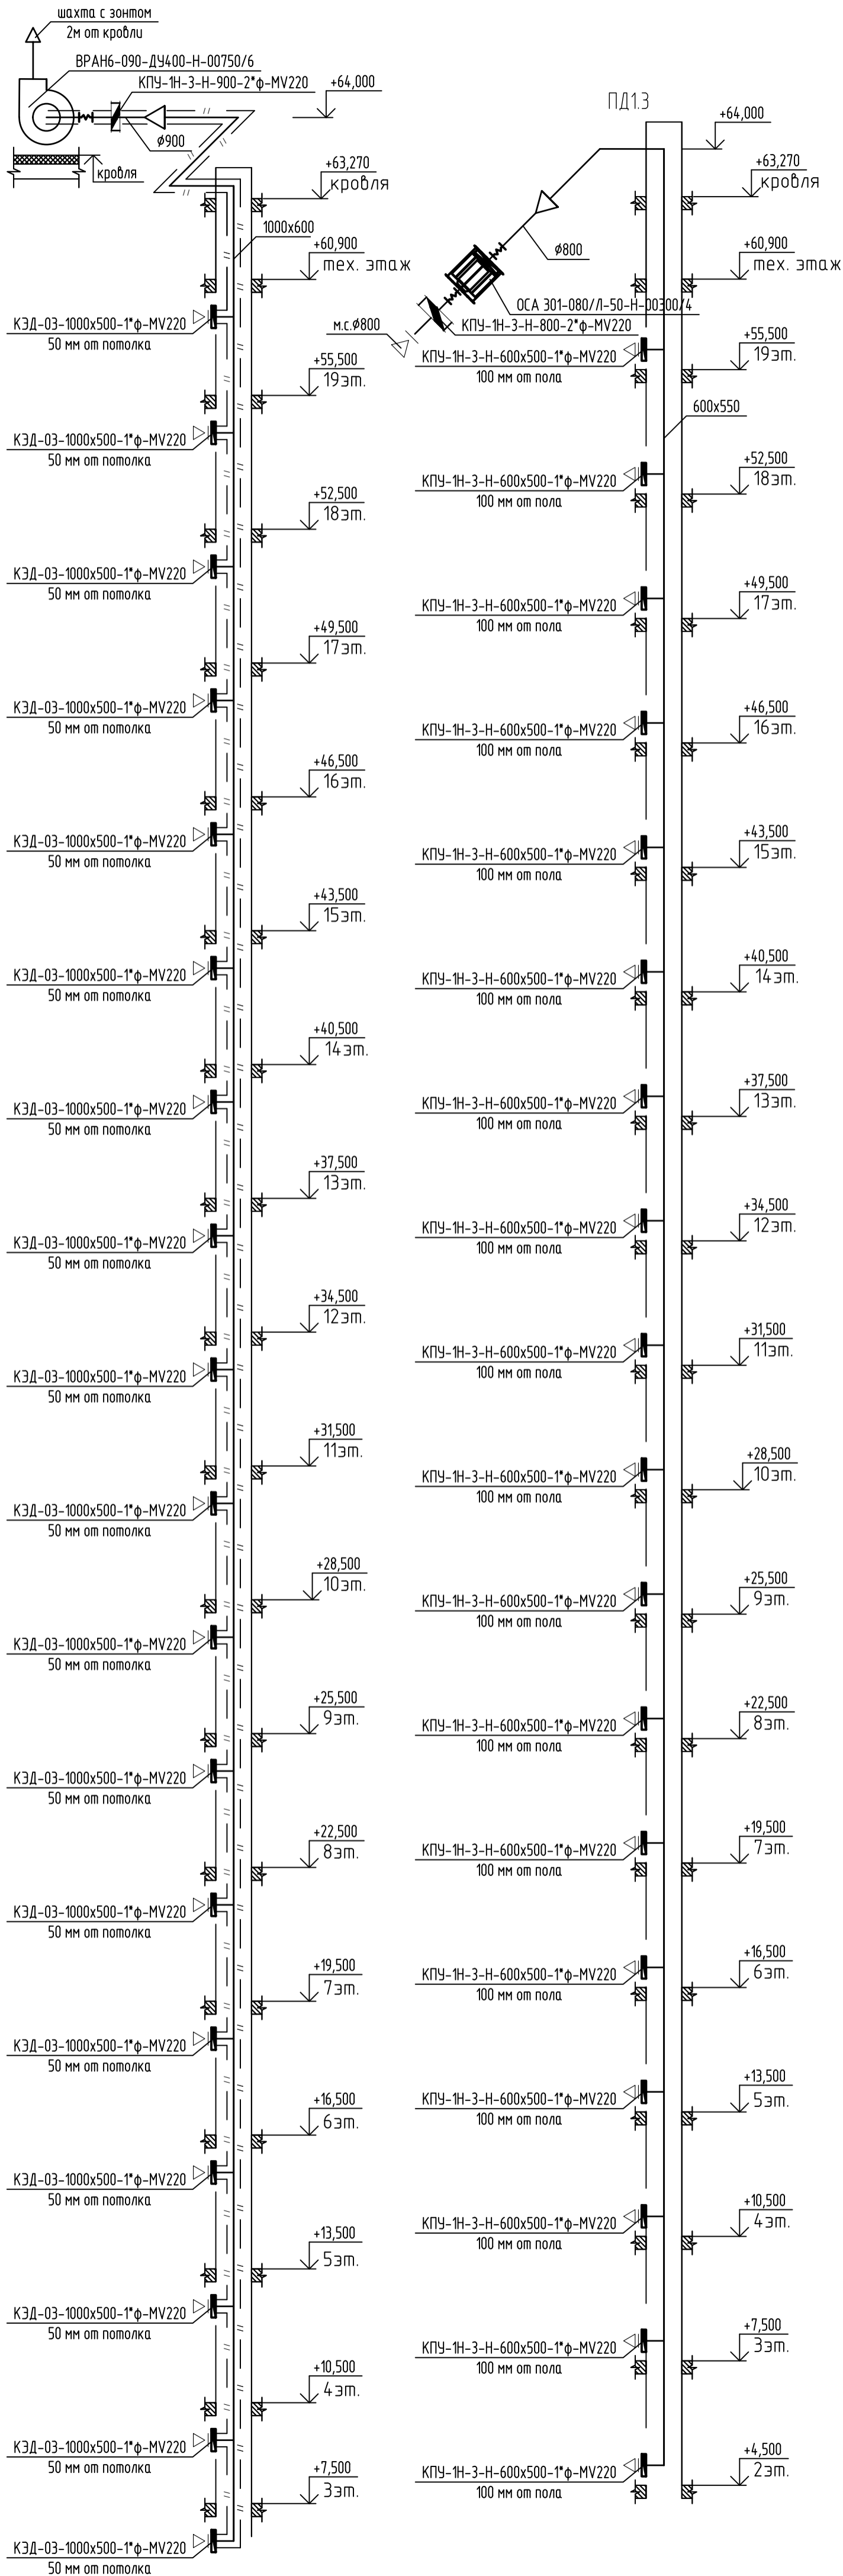 шахта с зонтом
2м от кровли
ВРАН6-090-ДУ400-Н-00750/6
КПУ-1Н-З-Н-900-2*ф-MV220
+64,000
ϕ900
кровля
+63,270
кровля
1000х600
+60,900
тех. этаж
КЭД-03-1000х500-1*ф-MV220
50 мм от потолка
+55,500
19эт.
КЭД-03-1000х500-1*ф-MV220
50 мм от потолка
+52,500
18эт.
КЭД-03-1000х500-1*ф-MV220
50 мм от потолка
+49,500
17эт.
КЭД-03-1000х500-1*ф-MV220
50 мм от потолка
+46,500
16эт.
КЭД-03-1000х500-1*ф-MV220
50 мм от потолка
+43,500
15эт.
КЭД-03-1000х500-1*ф-MV220
50 мм от потолка
+40,500
14эт.
КЭД-03-1000х500-1*ф-MV220
50 мм от потолка
+37,500
13эт.
КЭД-03-1000х500-1*ф-MV220
50 мм от потолка
+34,500
12эт.
КЭД-03-1000х500-1*ф-MV220
50 мм от потолка
+31,500
11эт.
КЭД-03-1000х500-1*ф-MV220
50 мм от потолка
+28,500
10эт.
КЭД-03-1000х500-1*ф-MV220
50 мм от потолка
+25,500
9эт.
КЭД-03-1000х500-1*ф-MV220
50 мм от потолка
+22,500
8эт.
КЭД-03-1000х500-1*ф-MV220
50 мм от потолка
+19,500
7эт.
КЭД-03-1000х500-1*ф-MV220
50 мм от потолка
+16,500
6эт.
КЭД-03-1000х500-1*ф-MV220
50 мм от потолка
+13,500
5эт.
КЭД-03-1000х500-1*ф-MV220
50 мм от потолка
+10,500
4эт.
КЭД-03-1000х500-1*ф-MV220
50 мм от потолка
+7,500
3эт.
КЭД-03-1000х500-1*ф-MV220
50 мм от потолка
ПД1.3
+64,000
+63,270
кровля
ϕ800
+60,900
тех. этаж
ОСА 301-080/Л-50-Н-00300/4
КПУ-1Н-З-Н-800-2*ф-MV220
м.с.ϕ800
КПУ-1Н-З-Н-600х500-1*ф-MV220
100 мм от пола
+55,500
19эт.
600х550
КПУ-1Н-З-Н-600х500-1*ф-MV220
100 мм от пола
+52,500
18эт.
КПУ-1Н-З-Н-600х500-1*ф-MV220
100 мм от пола
+49,500
17эт.
КПУ-1Н-З-Н-600х500-1*ф-MV220
100 мм от пола
+46,500
16эт.
КПУ-1Н-З-Н-600х500-1*ф-MV220
100 мм от пола
+43,500
15эт.
КПУ-1Н-З-Н-600х500-1*ф-MV220
100 мм от пола
+40,500
14эт.
КПУ-1Н-З-Н-600х500-1*ф-MV220
100 мм от пола
+37,500
13эт.
КПУ-1Н-З-Н-600х500-1*ф-MV220
100 мм от пола
+34,500
12эт.
КПУ-1Н-З-Н-600х500-1*ф-MV220
100 мм от пола
+31,500
11эт.
КПУ-1Н-З-Н-600х500-1*ф-MV220
100 мм от пола
+28,500
10эт.
КПУ-1Н-З-Н-600х500-1*ф-MV220
100 мм от пола
+25,500
9эт.
КПУ-1Н-З-Н-600х500-1*ф-MV220
100 мм от пола
+22,500
8эт.
КПУ-1Н-З-Н-600х500-1*ф-MV220
100 мм от пола
+19,500
7эт.
КПУ-1Н-З-Н-600х500-1*ф-MV220
100 мм от пола
+16,500
6эт.
КПУ-1Н-З-Н-600х500-1*ф-MV220
100 мм от пола
+13,500
5эт.
КПУ-1Н-З-Н-600х500-1*ф-MV220
100 мм от пола
+10,500
4эт.
КПУ-1Н-З-Н-600х500-1*ф-MV220
100 мм от пола
+7,500
3эт.
КПУ-1Н-З-Н-600х500-1*ф-MV220
100 мм от пола
+4,500
2эт.